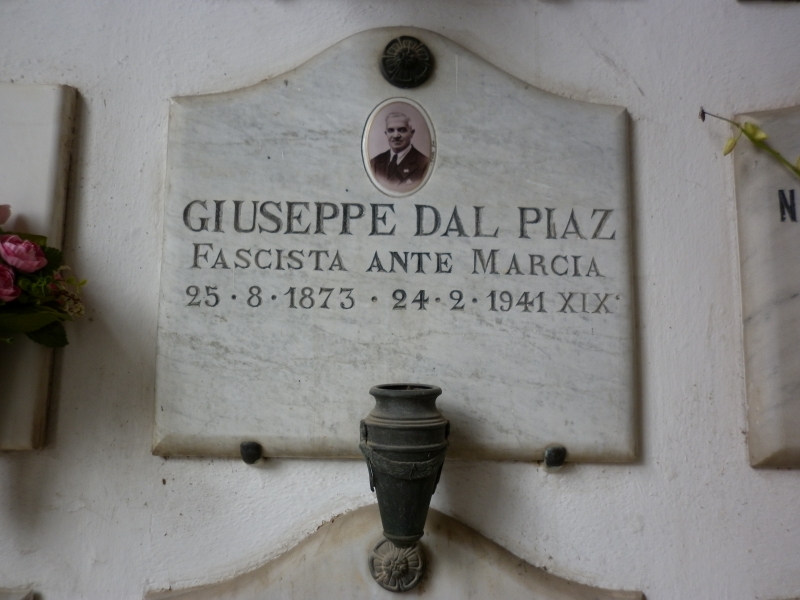 GIUSEPPE DAL PIAZ
FASCISTA ANTE MARCIA
25·8·1873 · 24·2·1941 XIX·
N